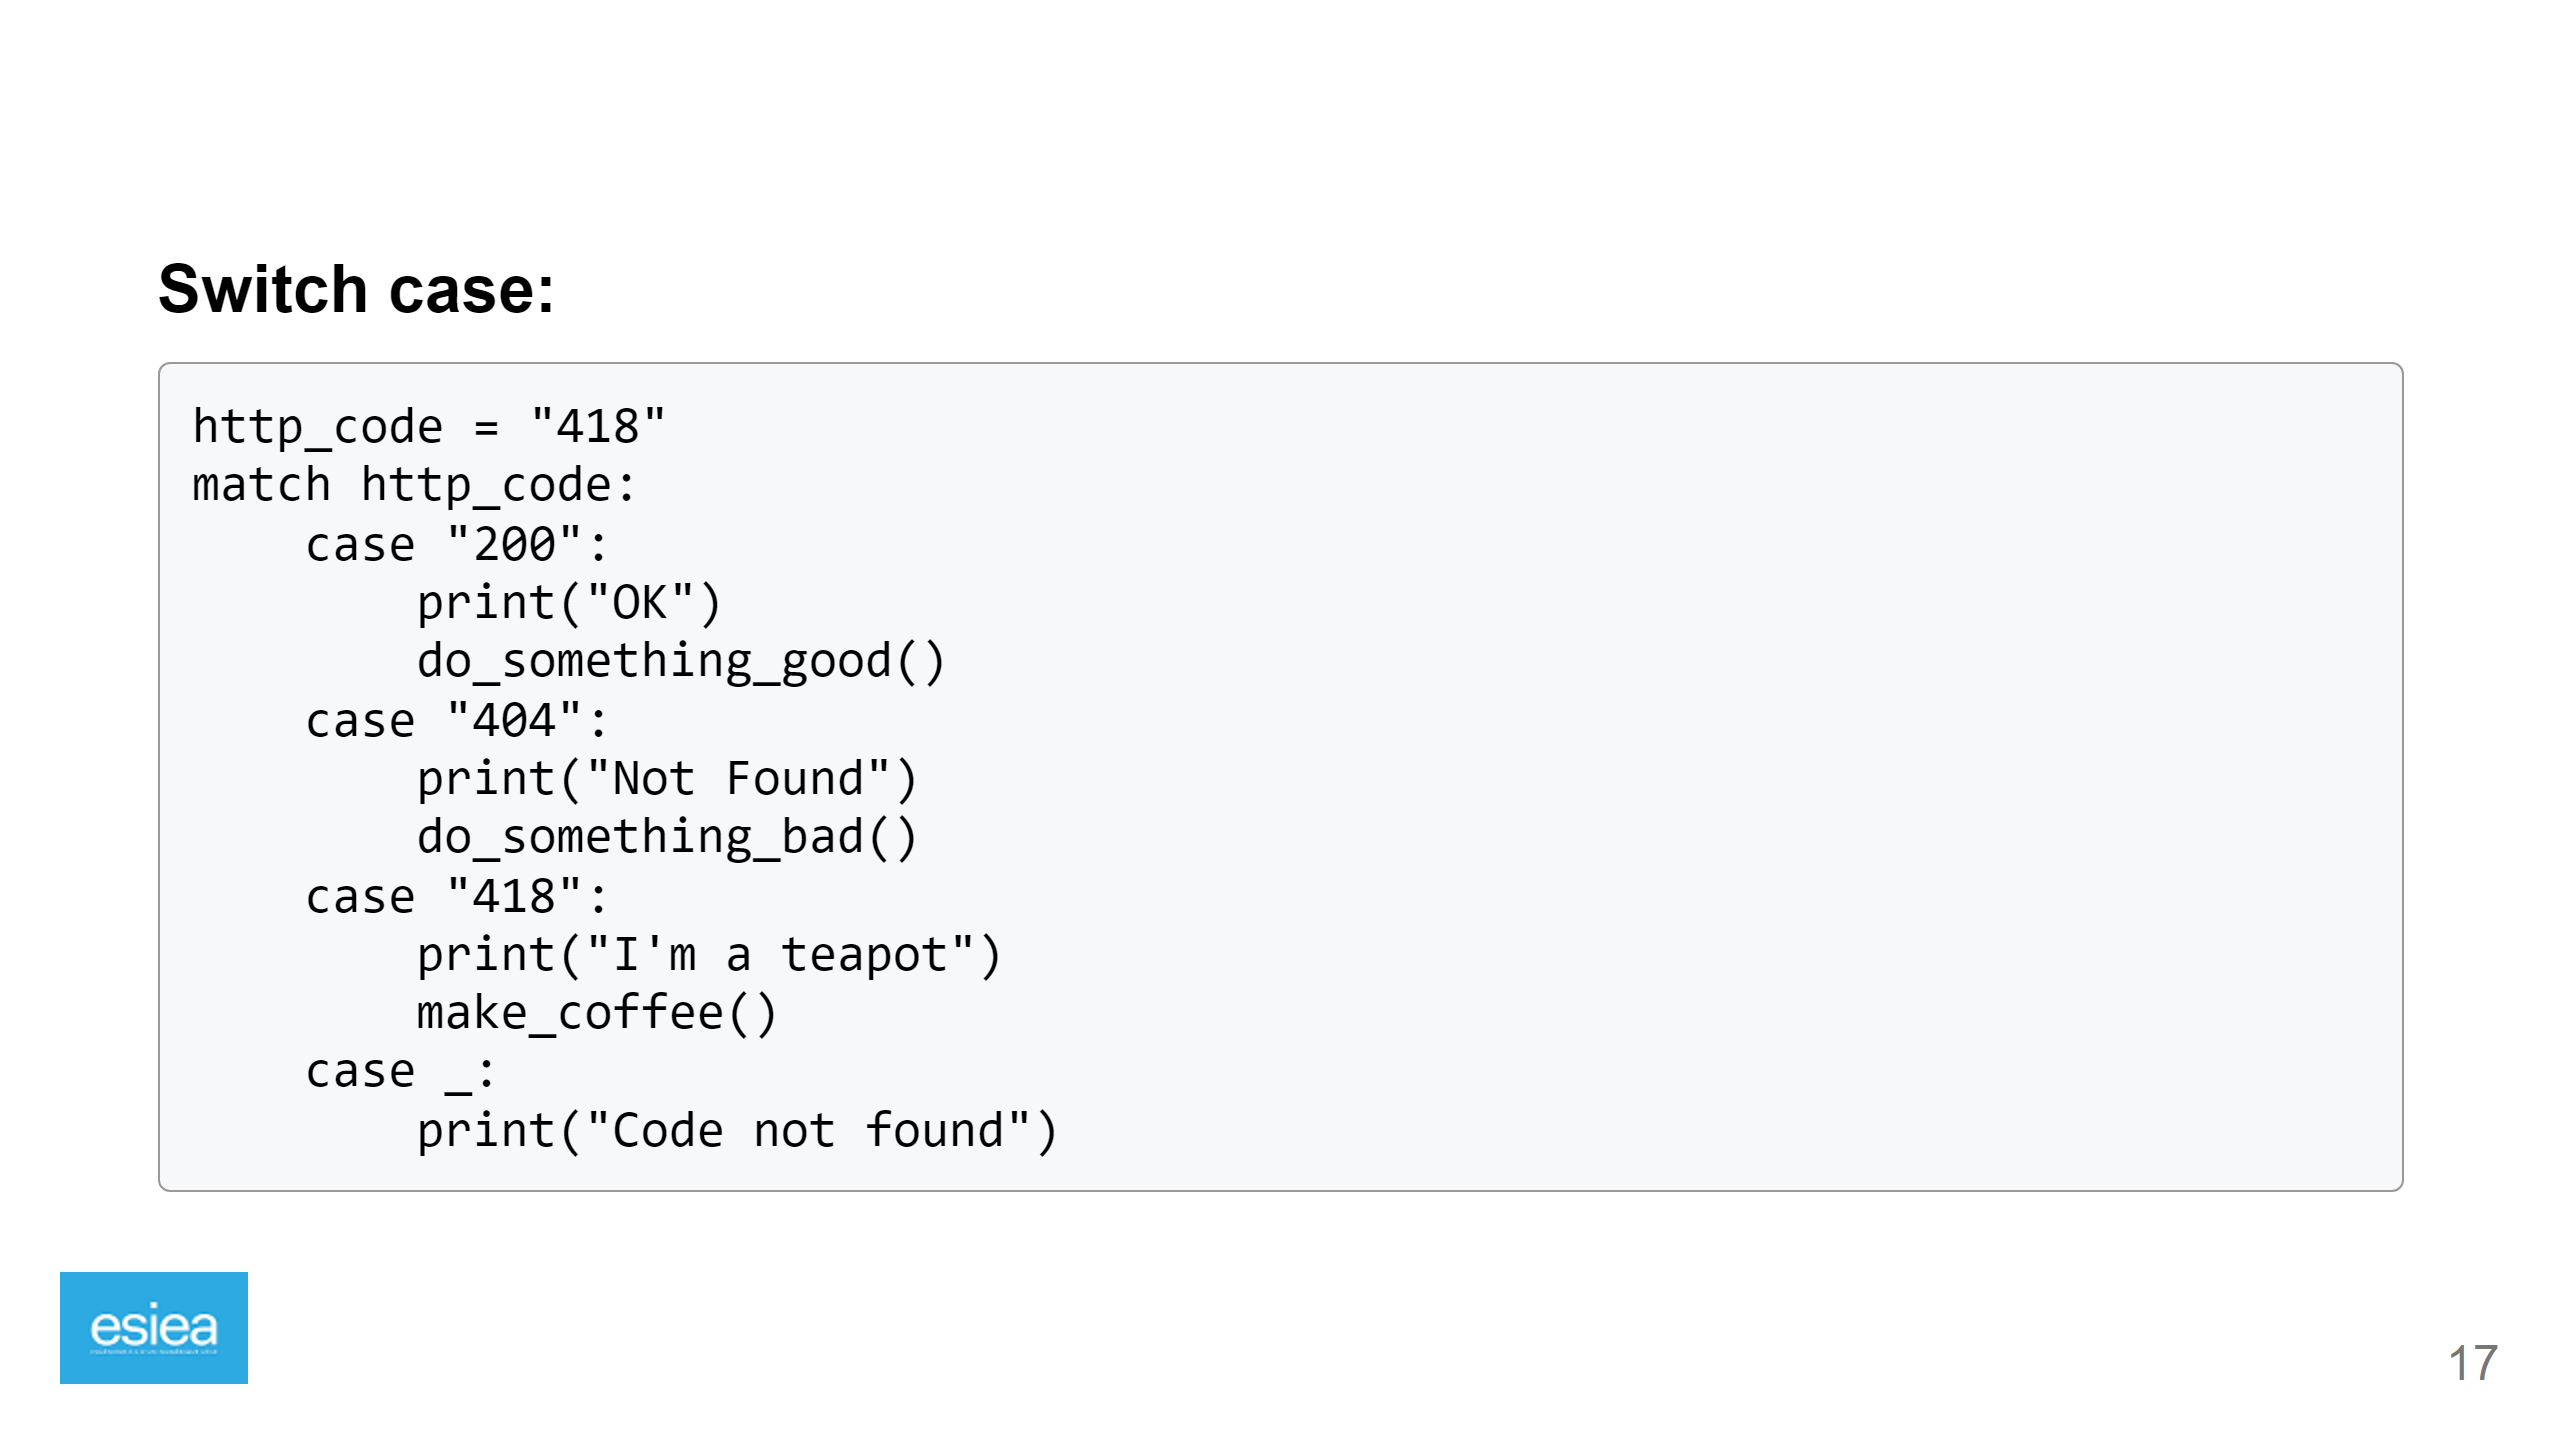 Switch case:
http_code = "418"
match http_code:
    case "200":
        print("OK")
        do_something_good()
    case "404":
        print("Not Found")
        do_something_bad()
    case "418":
        print("I'm a teapot")
        make_coffee()
    case _:
        print("Code not found")
esiea
17